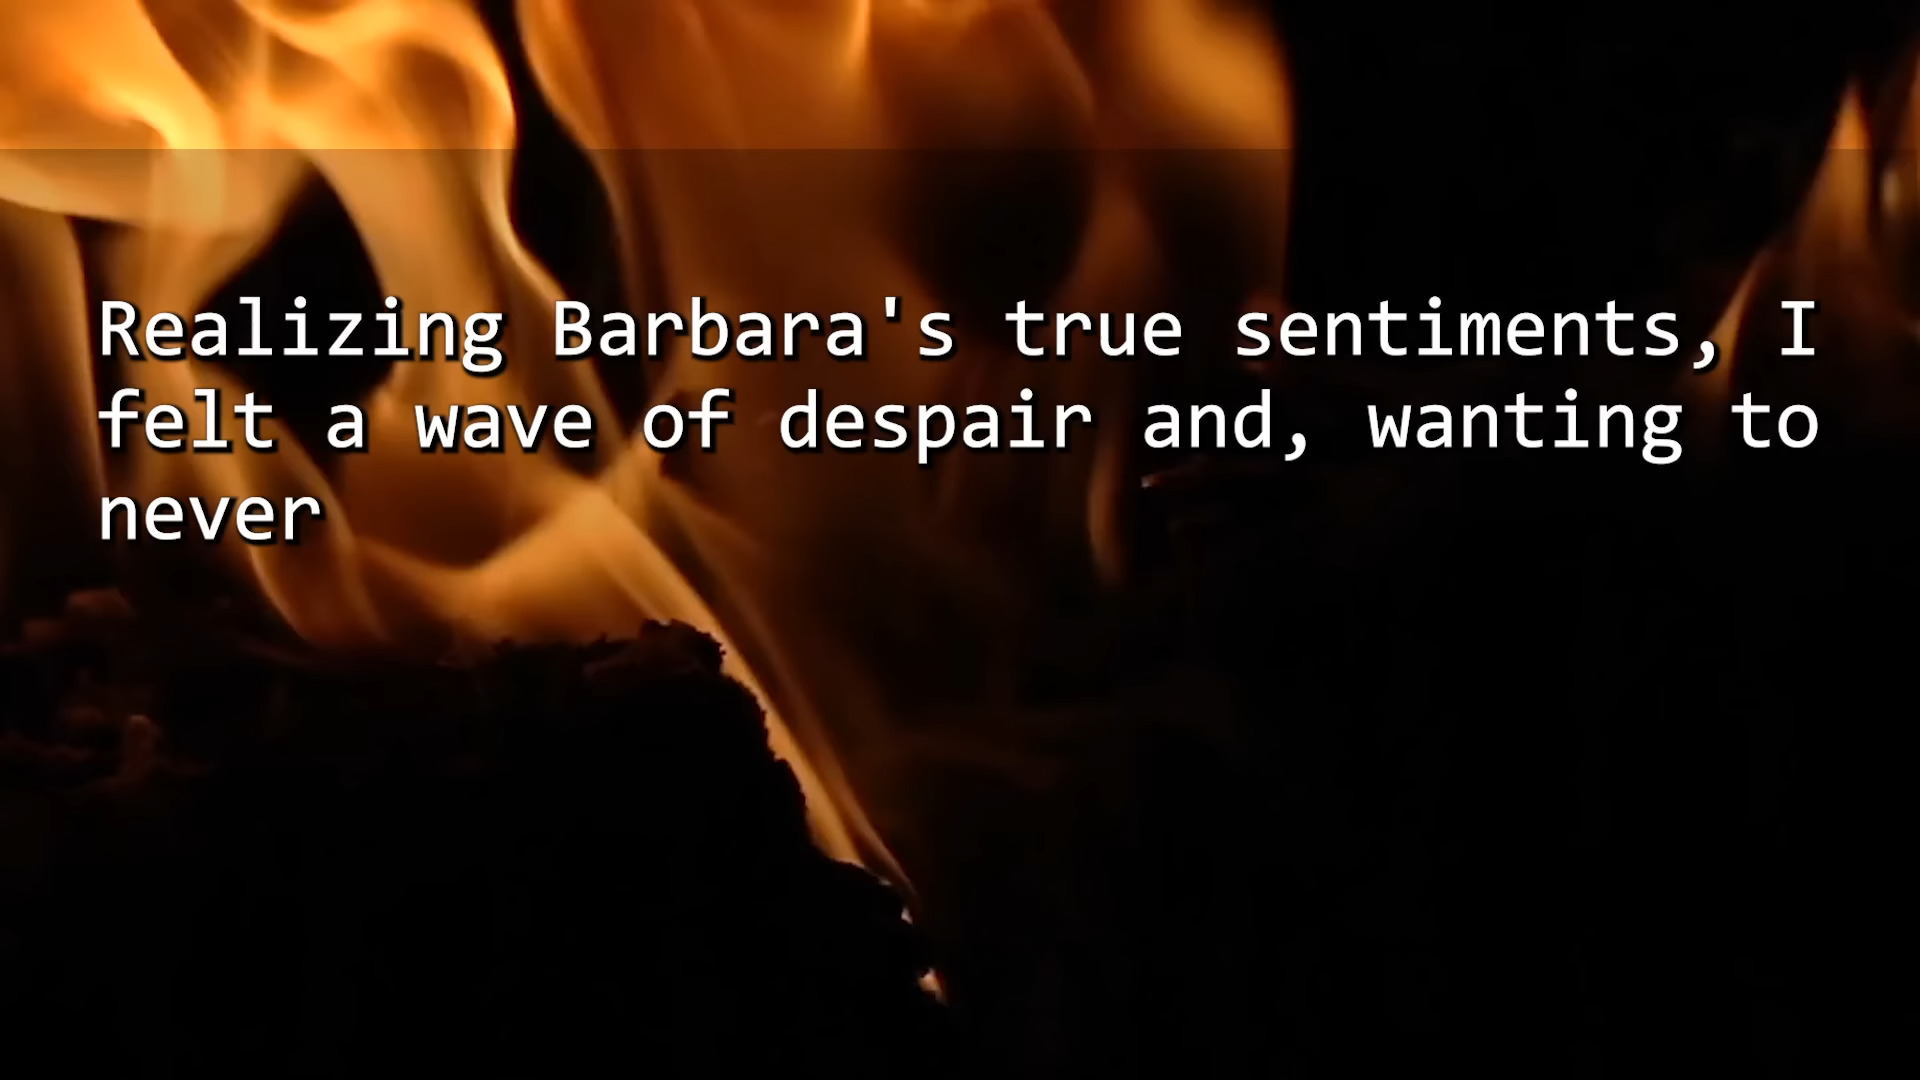 Realizing Barbara's true sentiments, I
felt a wave of despair and, wanting to
never